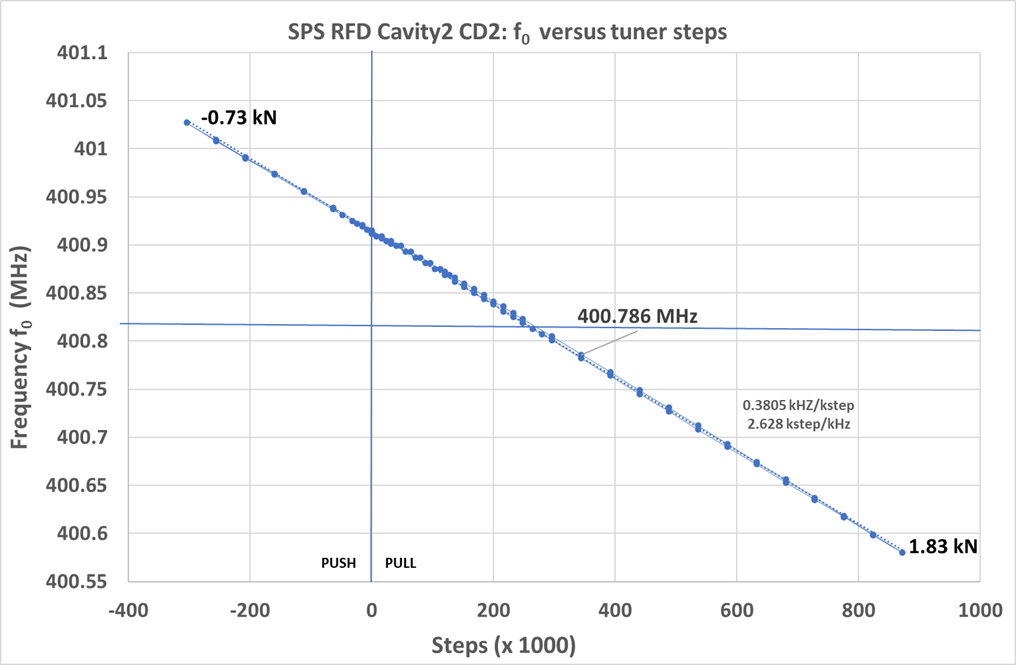 SPS RFD Cavity2 CD2: f₀ versus tuner steps
401.1
401.05
401
400.95
400.9
400.85
400.8
400.75
400.7
400.65
400.6
400.55
Frequency f₀ (MHz)
-0.73 kN
400.786 MHz
0.3805 kHZ/kstep
2.628 kstep/kHz
1.83 kN
PUSH PULL
-400 -200 0 200 400 600 800 1000
Steps (x 1000)